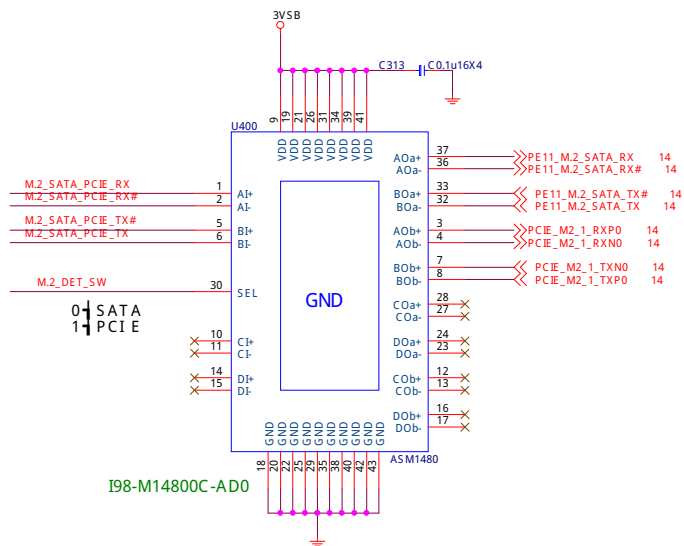 3VSB
C313 C0.1u16X4
9 19 21 26 31 34 39 41
U400
VDD VDD VDD VDD VDD VDD VDD VDD
M.2_SATA_PCIE_RX 1 AI+
M.2_SATA_PCIE_RX# 2 AI-
M.2_SATA_PCIE_TX# 5 BI+
M.2_SATA_PCIE_TX 6 BI-
M.2_DET_SW 30 SEL
0 SATA
1 PCIE
10 CI+
11 CI-
14 DI+
15 DI-
GND
AOa+ 37 PE11_M.2_SATA_RX 14
AOa- 36 PE11_M.2_SATA_RX# 14
BOa+ 33 PE11_M.2_SATA_TX# 14
BOa- 32 PE11_M.2_SATA_TX 14
AOb+ 3 PCIE_M2_1_RXP0 14
AOb- 4 PCIE_M2_1_RXN0 14
BOb+ 7 PCIE_M2_1_TXN0 14
BOb- 8 PCIE_M2_1_TXP0 14
COa+ 28
COa- 27
DOa+ 24
DOa- 23
COb+ 12
COb- 13
DOb+ 16
DOb- 17
GND GND GND GND GND GND GND GND GND GND
ASM1480
18 20 22 25 29 35 38 40 42 43
I98-M14800C-AD0